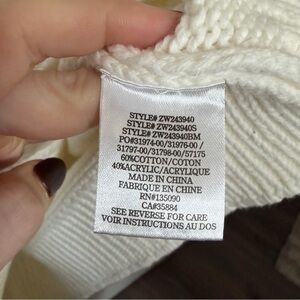 STYLE# ZW243940
STYLE# ZW243940S
STYLE# ZW243940BM
PO#31974-00/31976-00 /
31797-00/31798-00/57175
60%COTTON/COTON
40%ACRYLIC/ACRYLIQUE
MADE IN CHINA
FABRIQUE EN CHINE
RN#135090
CA#35884
SEE REVERSE FOR CARE
VOIR INSTRUCTIONS AU DOS